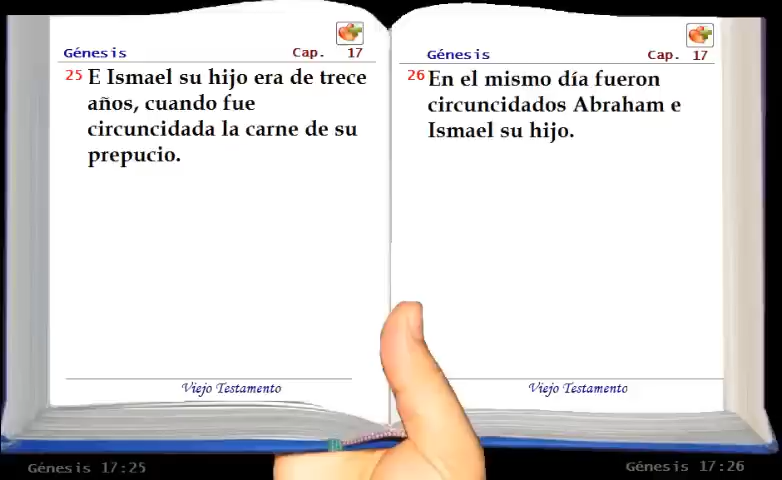 Génesis Cap. 17
25 E Ismael su hijo era de trece
años, cuando fue
circuncidada la carne de su
prepucio.
Viejo Testamento
Génesis 17:25
Génesis Cap. 17
26 En el mismo día fueron
circuncidados Abraham e
Ismael su hijo.
Viejo Testamento
Génesis 17:26